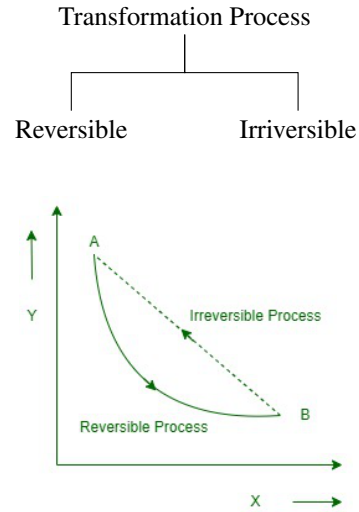 Transformation Process
Reversible Irriversible
A
Y
Irreversible Process
B
Reversible Process
X